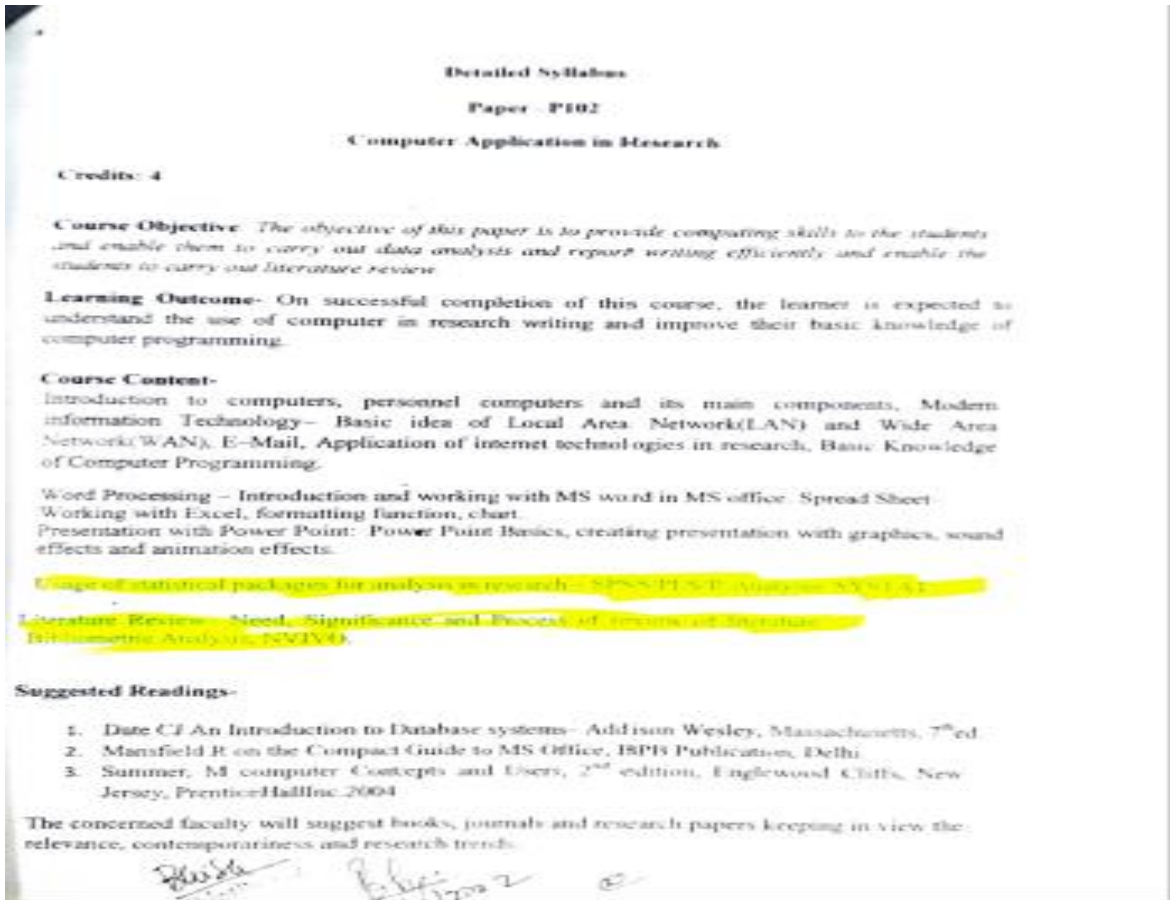 Detailed Syllabus
Paper - P102
Computer Application in Research
Credits: 4
Course Objective The objective of this paper is to provide computing skills to the students
and enable them to carry out data analysis and report writing efficiently and enable the
students to carry out literature review
Learning Outcome- On successful completion of this course, the learner is expected to
understand the use of computer in research writing and improve their basic knowledge of
computer programming.
Course Content-
Introduction to computers, personnel computers and its main components, Modern
information Technology– Basic idea of Local Area Network(LAN) and Wide Area
Network(WAN), E–Mail, Application of internet technologies in research, Basic Knowledge
of Computer Programming.
Word Processing – Introduction and working with MS word in MS office Spread Sheet
Working with Excel, formatting function, chart
Presentation with Power Point: Power Point Basics, creating presentation with graphics, sound
effects and animation effects.
Usage of statistical packages for analysis in research – SPSS
Literature Review - Need, Significance and Process of review of literature
Bibliometric Analysis, NVIVO.
Suggested Readings-
1. Date CJ An Introduction to Database systems- Addison Wesley, Massachusetts, 7th ed.
2. Mansfield R on the Compact Guide to MS Office, BPB Publication, Delhi
3. Summer, M computer Concepts and Users, 2nd edition, Englewood Cliffs, New
Jersey, PrenticeHallInc.2004
The concerned faculty will suggest books, journals and research papers keeping in view the
relevance, contemporariness and research trends